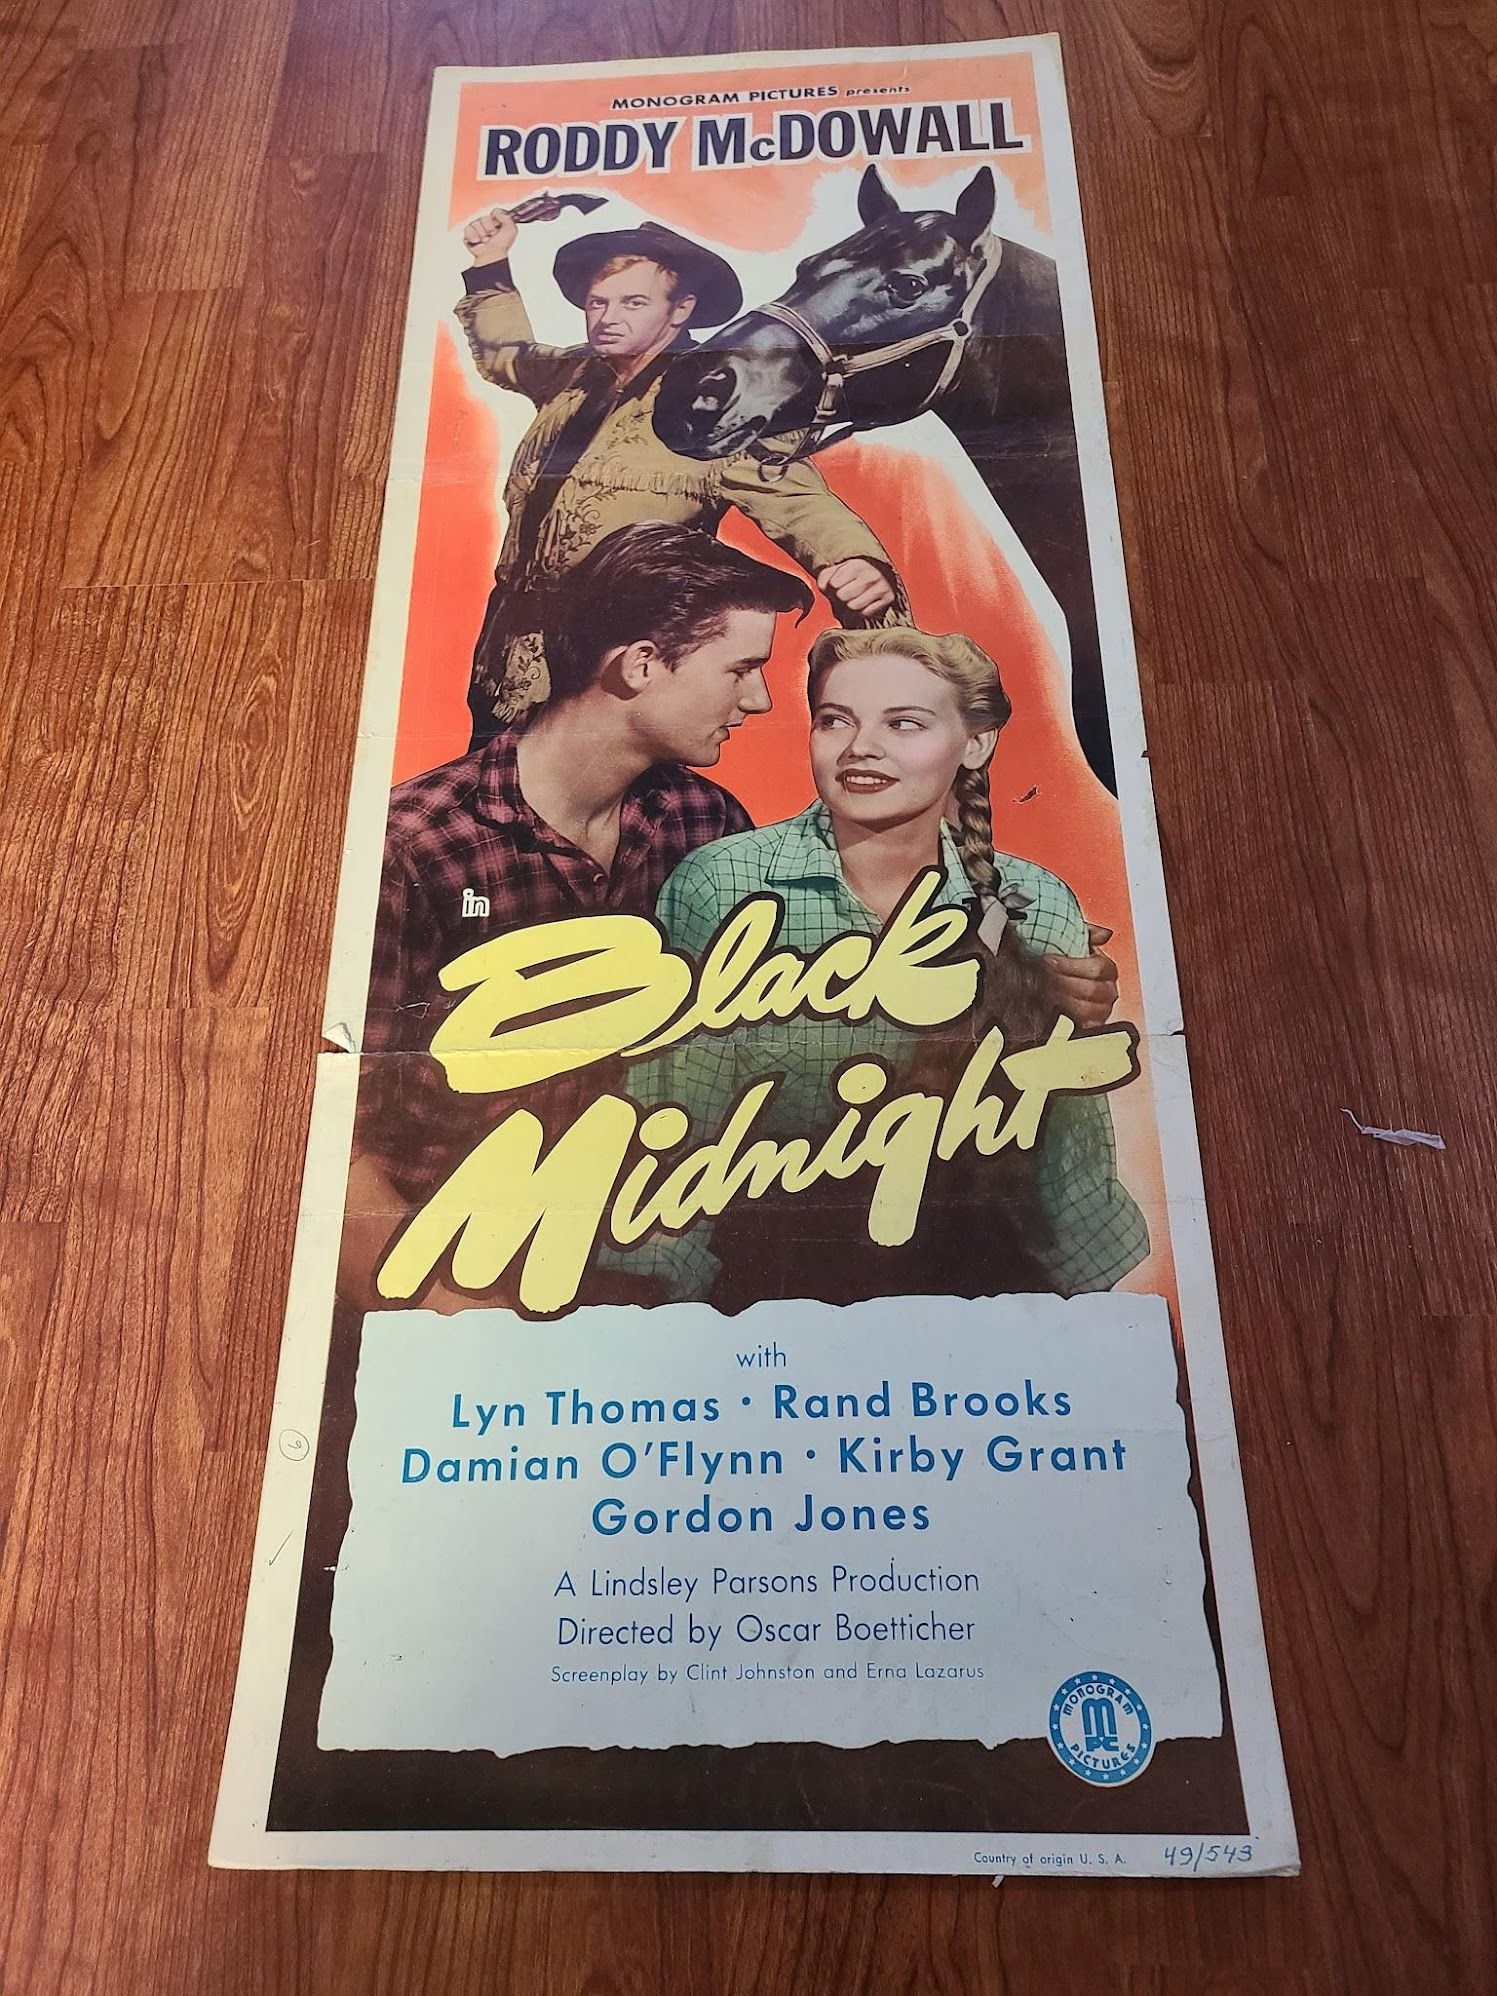 MONOGRAM PICTURES presents
RODDY McDOWALL
in
Black
Midnight
with
Lyn Thomas • Rand Brooks
Damian O'Flynn • Kirby Grant
Gordon Jones
A Lindsley Parsons Production
Directed by Oscar Boetticher
Screenplay by Clint Johnston and Erna Lazarus
MONOGRAM
M
PC
PICTURES
Country of origin U. S. A. 49/543